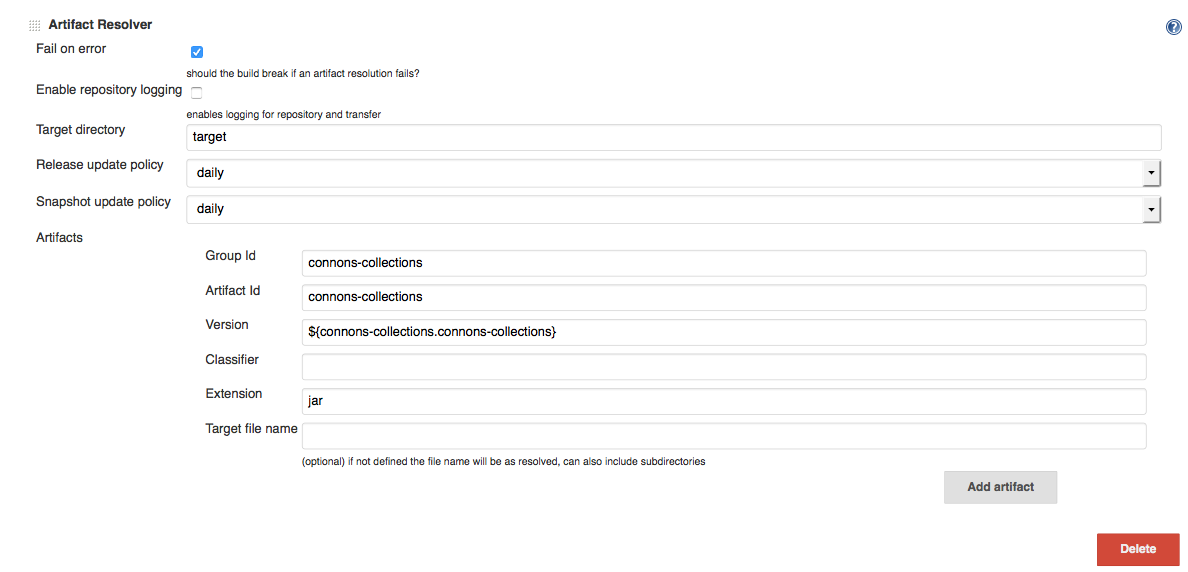 Artifact Resolver
?
Fail on error
should the build break if an artifact resolution fails?
Enable repository logging
enables logging for repository and transfer
Target directory
target
Release update policy
daily
Snapshot update policy
daily
Artifacts
Group Id
connons-collections
Artifact Id
connons-collections
Version
${connons-collections.connons-collections}
Classifier
Extension
jar
Target file name
(optional) if not defined the file name will be as resolved, can also include subdirectories
Add artifact
Delete